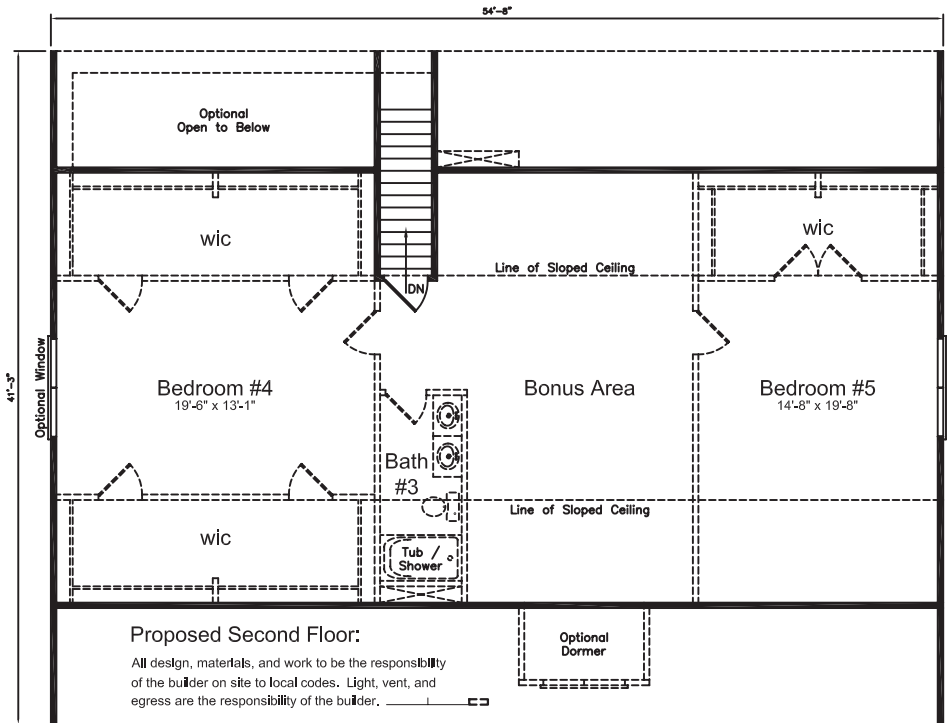 54'-8"
Optional
Open to Below
wic
wic
Line of Sloped Ceiling
DN
41'-3"
Optional Window
Bedroom #4
19'-6" x 13'-1"
Bonus Area
Bedroom #5
14'-8" x 19'-8"
Bath
#3
Line of Sloped Ceiling
wic
Tub /
Shower
Proposed Second Floor:
All design, materials, and work to be the responsibility
of the builder on site to local codes. Light, vent, and
egress are the responsibility of the builder.
Optional
Dormer